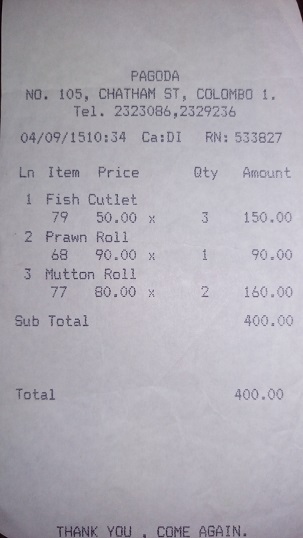 PAGODA
NO. 105, CHATHAM ST, COLOMBO 1.
Tel. 2323086,2329236
04/09/1510:34 Ca:DI RN: 533827
Ln Item Price Qty Amount
1 Fish Cutlet
79 50.00 x 3 150.00
2 Prawn Roll
68 90.00 x 1 90.00
3 Mutton Roll
77 80.00 x 2 160.00
Sub Total 400.00
Total 400.00
THANK YOU , COME AGAIN.